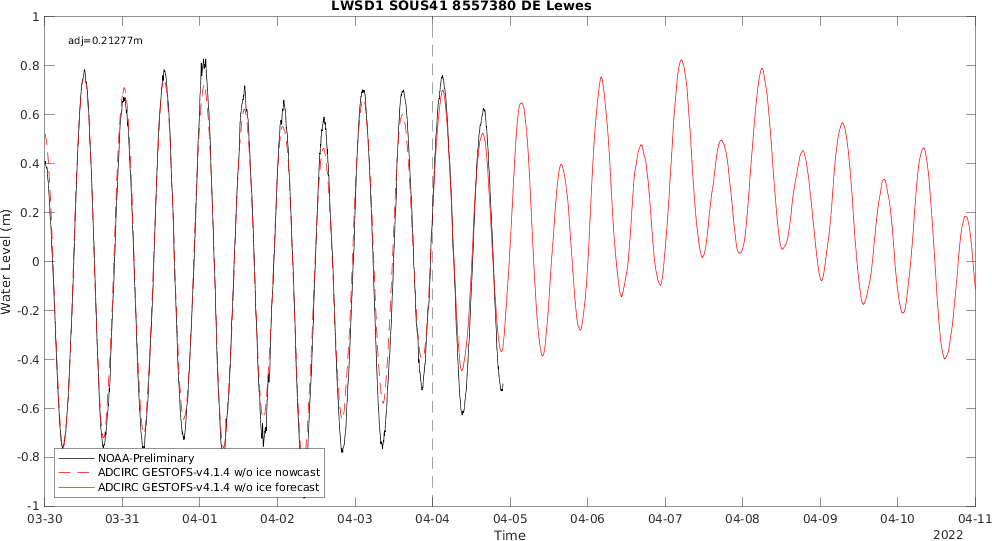 LWSD1 SOUS41 8557380 DE Lewes
adj=0.21277m
1
0.8
0.6
0.4
0.2
0
-0.2
-0.4
-0.6
-0.8
-1
Water Level (m)
NOAA-Preliminary
ADCIRC GESTOFS-v4.1.4 w/o ice nowcast
ADCIRC GESTOFS-v4.1.4 w/o ice forecast
03-30 03-31 04-01 04-02 04-03 04-04 04-05 04-06 04-07 04-08 04-09 04-10 04-11
Time
2022